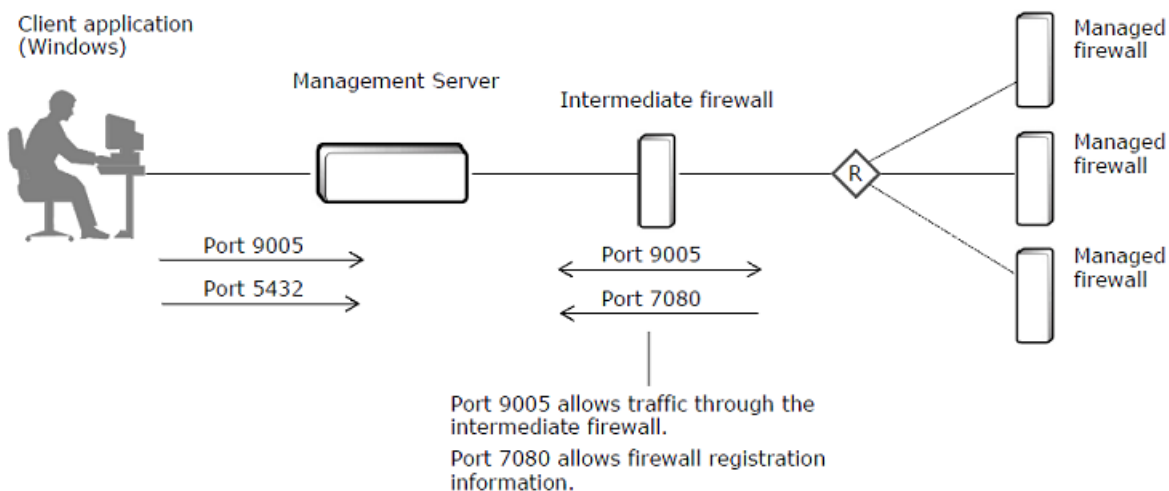 Client application
(Windows)
Management Server
Intermediate firewall
Managed
firewall
Managed
firewall
Managed
firewall
R
Port 9005
Port 5432
Port 9005
Port 7080
Port 9005 allows traffic through the
intermediate firewall.
Port 7080 allows firewall registration
information.